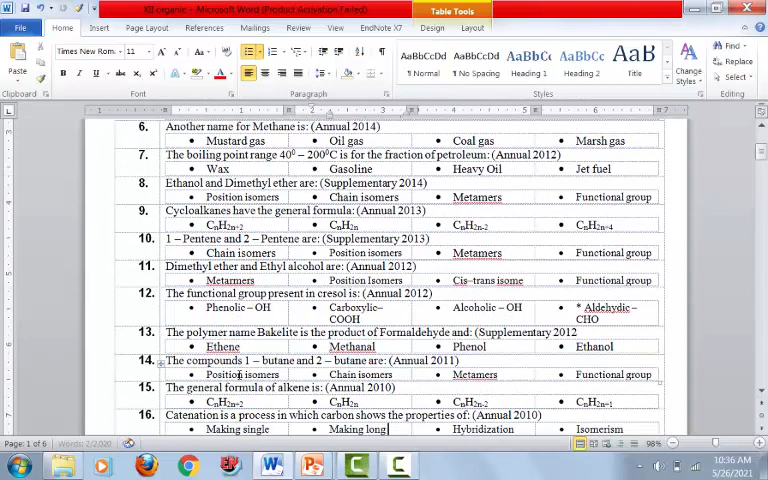 XII organic - Microsoft Word (Product Activation Failed)
Table Tools
File Home Insert Page Layout References Mailings Review View EndNote X7 Design Layout
Paste
Times New Rom 11
Find
Replace
Select
AaBbCcDd AaBbCcDd AaBbCc AaBbCc AaB
¶ Normal ¶ No Spacing Heading 1 Heading 2 Title
Change Styles
Clipboard Font Paragraph Styles Editing
6. Another name for Methane is: (Annual 2014)
• Mustard gas • Oil gas • Coal gas • Marsh gas
7. The boiling point range 40⁰ – 200⁰C is for the fraction of petroleum: (Annual 2012)
• Wax • Gasoline • Heavy Oil • Jet fuel
8. Ethanol and Dimethyl ether are: (Supplementary 2014)
• Position isomers • Chain isomers • Metamers • Functional group
9. Cycloalkanes have the general formula: (Annual 2013)
• CnH2n+2 • CnH2n • CnH2n-2 • CnH2n+4
10. 1 – Pentene and 2 – Pentene are: (Supplementary 2013)
• Chain isomers • Position isomers • Metamers • Functional group
11. Dimethyl ether and Ethyl alcohol are: (Annual 2012)
• Metarmers • Position Isomers • Cis–trans isome • Functional group
12. The functional group present in cresol is: (Annual 2012)
• Phenolic – OH • Carboxylic– • Alcoholic – OH • * Aldehydic –
COOH CHO
13. The polymer name Bakelite is the product of Formaldehyde and: (Supplementary 2012
• Ethene • Methanal • Phenol • Ethanol
14. The compounds 1 – butane and 2 – butane are: (Annual 2011)
• Position isomers • Chain isomers • Metamers • Functional group
15. The general formula of alkene is: (Annual 2010)
• CnH2n+2 • CnH2n • CnH2n-2 • CnH2n+1
16. Catenation is a process in which carbon shows the properties of: (Annual 2010)
• Making single • Making long • Hybridization • Isomerism
Page: 1 of 6 Words: 2/2,020 98%
10:36 AM
5/26/2021